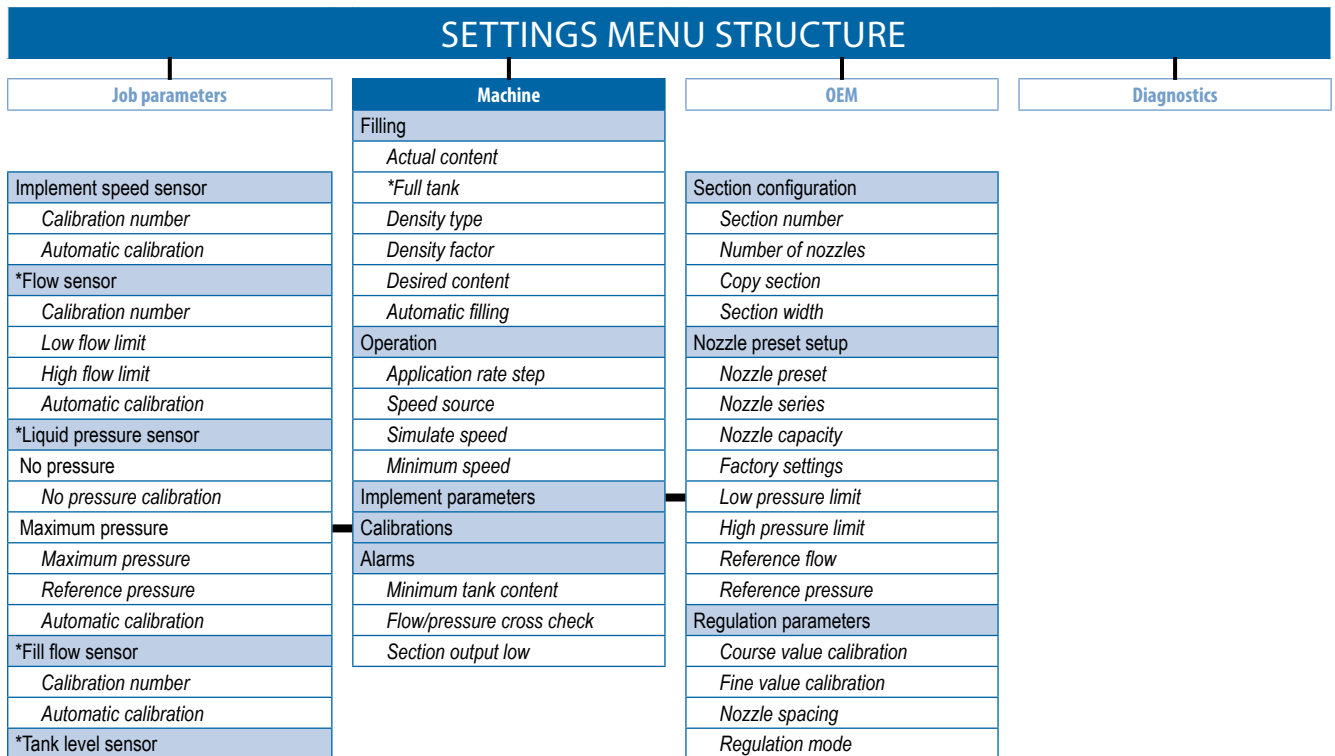 SETTINGS MENU STRUCTURE
Job parameters
Machine
OEM
Diagnostics
Implement speed sensor
Calibration number
Automatic calibration
*Flow sensor
Calibration number
Low flow limit
High flow limit
Automatic calibration
*Liquid pressure sensor
No pressure
No pressure calibration
Maximum pressure
Maximum pressure
Reference pressure
Automatic calibration
*Fill flow sensor
Calibration number
Automatic calibration
*Tank level sensor
Filling
Actual content
*Full tank
Density type
Density factor
Desired content
Automatic filling
Operation
Application rate step
Speed source
Simulate speed
Minimum speed
Implement parameters
Calibrations
Alarms
Minimum tank content
Flow/pressure cross check
Section output low
Section configuration
Section number
Number of nozzles
Copy section
Section width
Nozzle preset setup
Nozzle preset
Nozzle series
Nozzle capacity
Factory settings
Low pressure limit
High pressure limit
Reference flow
Reference pressure
Regulation parameters
Course value calibration
Fine value calibration
Nozzle spacing
Regulation mode